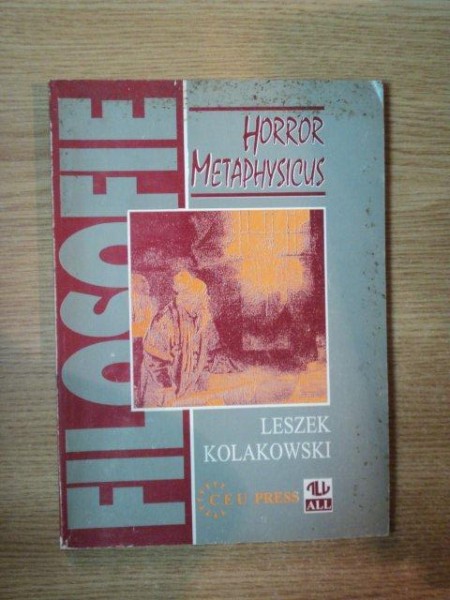 FILOSOFIE
HORROR
METAPHYSICUS
LESZEK
KOLAKOWSKI
CEU PRESS
ALL